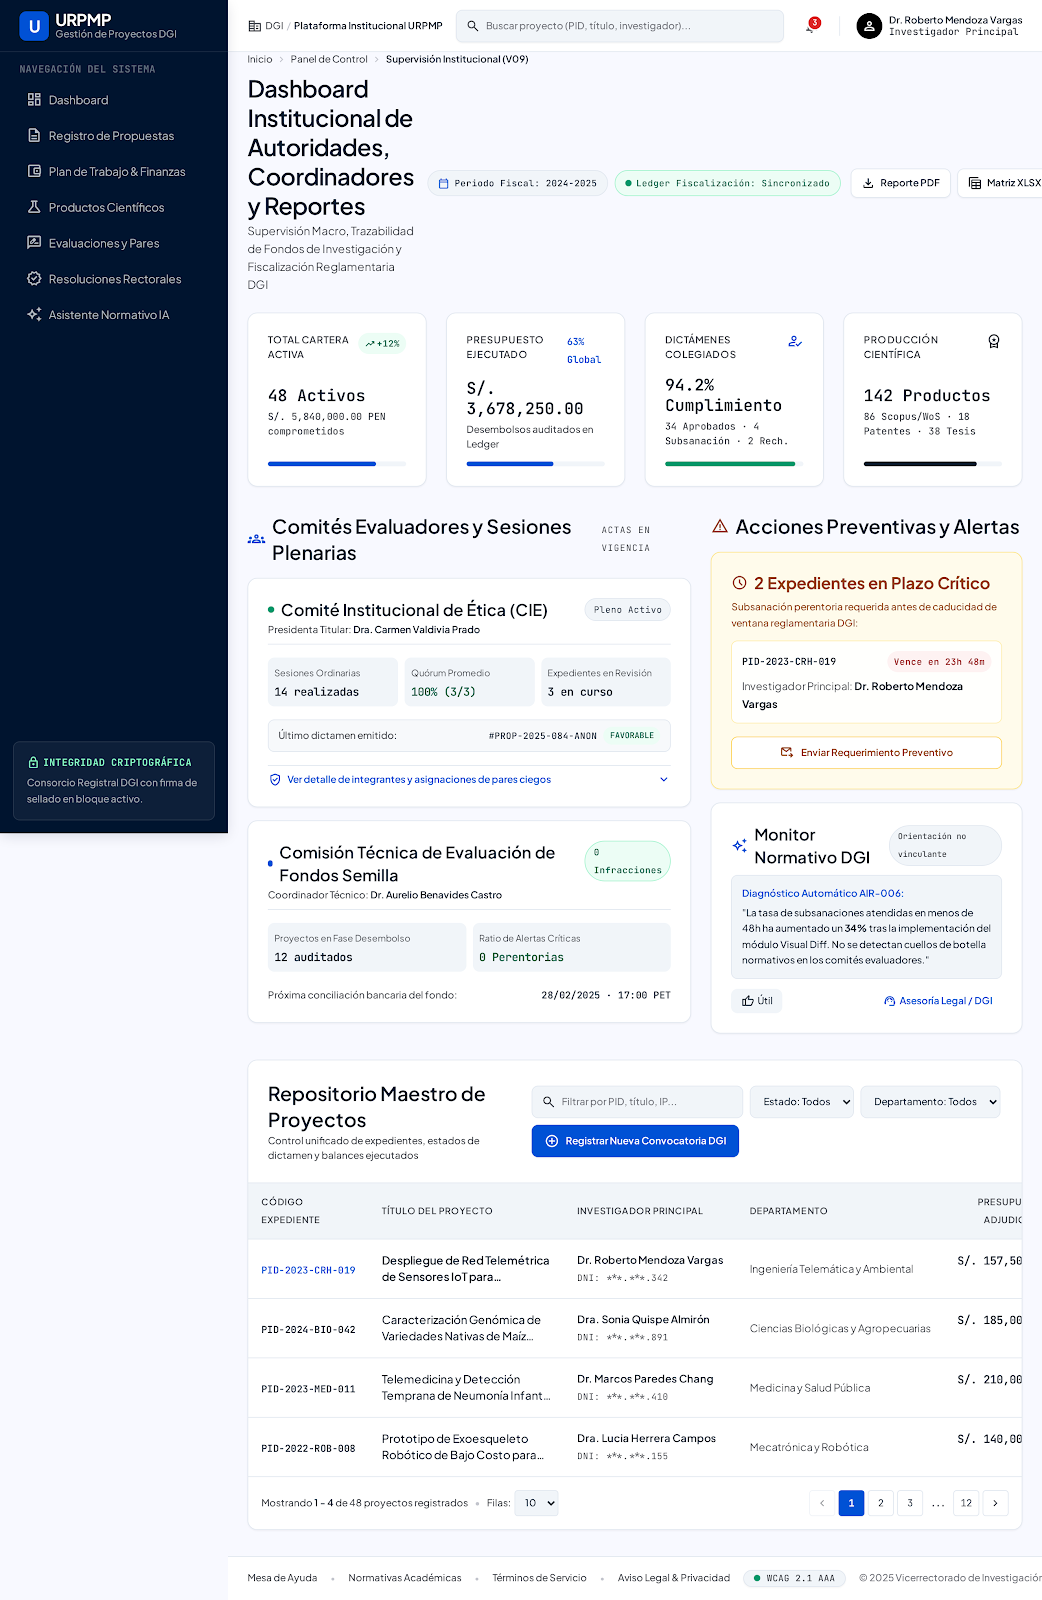 U
URPMP
Gestión de Proyectos DGI
DGI / Plataforma Institucional URPMP
Buscar proyecto (PID, título, investigador)...
3
Dr. Roberto Mendoza Vargas
Investigador Principal
NAVEGACIÓN DEL SISTEMA
Dashboard
Registro de Propuestas
Plan de Trabajo & Finanzas
Productos Científicos
Evaluaciones y Pares
Resoluciones Rectorales
Asistente Normativo IA
INTEGRIDAD CRIPTOGRÁFICA
Consorcio Registral DGI con firma de
sellado en bloque activo.
Inicio > Panel de Control > Supervisión Institucional (V09)
Dashboard
Institucional de
Autoridades,
Coordinadores
y Reportes
Supervisión Macro, Trazabilidad
de Fondos de Investigación y
Fiscalización Reglamentaria
DGI
Periodo Fiscal: 2024-2025
Ledger Fiscalización: Sincronizado
Reporte PDF
Matriz XLSX
TOTAL CARTERA
ACTIVA
+12%
48 Activos
S/. 5,840,000.00 PEN
comprometidos
PRESUPUESTO
EJECUTADO
63%
Global
S/.
3,678,250.00
Desembolsos auditados en
Ledger
DICTÁMENES
COLEGIADOS
94.2%
Cumplimiento
34 Aprobados · 4
Subsanación · 2 Rech.
PRODUCCIÓN
CIENTÍFICA
142 Productos
86 Scopus/WoS · 18
Patentes · 38 Tesis
Comités Evaluadores y Sesiones
Plenarias
ACTAS EN
VIGENCIA
Comité Institucional de Ética (CIE)
Pleno Activo
Presidenta Titular: Dra. Carmen Valdivia Prado
Sesiones Ordinarias
14 realizadas
Quórum Promedio
100% (3/3)
Expedientes en Revisión
3 en curso
Último dictamen emitido:
#PROP-2025-084-ANON
FAVORABLE
Ver detalle de integrantes y asignaciones de pares ciegos
Comisión Técnica de Evaluación de
Fondos Semilla
0
Infracciones
Coordinador Técnico: Dr. Aurelio Benavides Castro
Proyectos en Fase Desembolso
12 auditados
Ratio de Alertas Críticas
0 Perentorias
Próxima conciliación bancaria del fondo:
28/02/2025 · 17:00 PET
Acciones Preventivas y Alertas
2 Expedientes en Plazo Crítico
Subsanación perentoria requerida antes de caducidad de
ventana reglamentaria DGI:
PID-2023-CRH-019
Vence en 23h 48m
Investigador Principal: Dr. Roberto Mendoza
Vargas
Enviar Requerimiento Preventivo
Monitor
Normativo DGI
Orientación no
vinculante
Diagnóstico Automático AIR-006:
"La tasa de subsanaciones atendidas en menos de
48h ha aumentado un 34% tras la implementación del
módulo Visual Diff. No se detectan cuellos de botella
normativos en los comités evaluadores."
Útil
Asesoría Legal / DGI
Repositorio Maestro de
Proyectos
Control unificado de expedientes, estados de
dictamen y balances ejecutados
Filtrar por PID, título, IP...
Estado: Todos
Departamento: Todos
Registrar Nueva Convocatoria DGI
CÓDIGO
EXPEDIENTE
TÍTULO DEL PROYECTO
INVESTIGADOR PRINCIPAL
DEPARTAMENTO
PRESUPU
ADJUDIC
PID-2023-CRH-019
Despliegue de Red Telemétrica
de Sensores IoT para...
Dr. Roberto Mendoza Vargas
DNI: ***.***.342
Ingeniería Telemática y Ambiental
S/. 157,50
PID-2024-BIO-042
Caracterización Genómica de
Variedades Nativas de Maíz...
Dra. Sonia Quispe Almirón
DNI: ***.***.891
Ciencias Biológicas y Agropecuarias
S/. 185,00
PID-2023-MED-011
Telemedicina y Detección
Temprana de Neumonía Infant...
Dr. Marcos Paredes Chang
DNI: ***.***.410
Medicina y Salud Pública
S/. 210,00
PID-2022-ROB-008
Prototipo de Exoesqueleto
Robótico de Bajo Costo para...
Dra. Lucia Herrera Campos
DNI: ***.***.155
Mecatrónica y Robótica
S/. 140,00
Mostrando 1 - 4 de 48 proyectos registrados • Filas: 10
‹ 1 2 3 ... 12 ›
Mesa de Ayuda • Normativas Académicas • Términos de Servicio • Aviso Legal & Privacidad
WCAG 2.1 AAA
© 2025 Vicerrectorado de Investigación